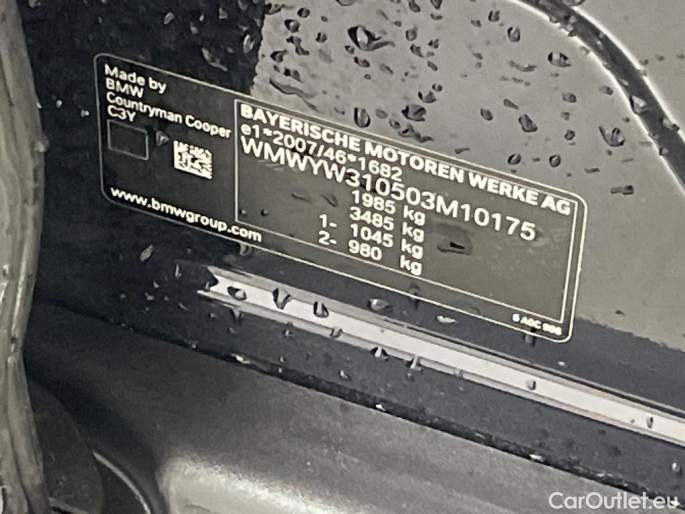 Made by
BMW
Countryman Cooper
C3Y
www.bmwgroup.com
BAYERISCHE MOTOREN WERKE AG
e1*2007/46*1682
WMWYW310503M10175
1985 kg
3485 kg
1- 1045 kg
2- 980 kg
CarOutlet.eu